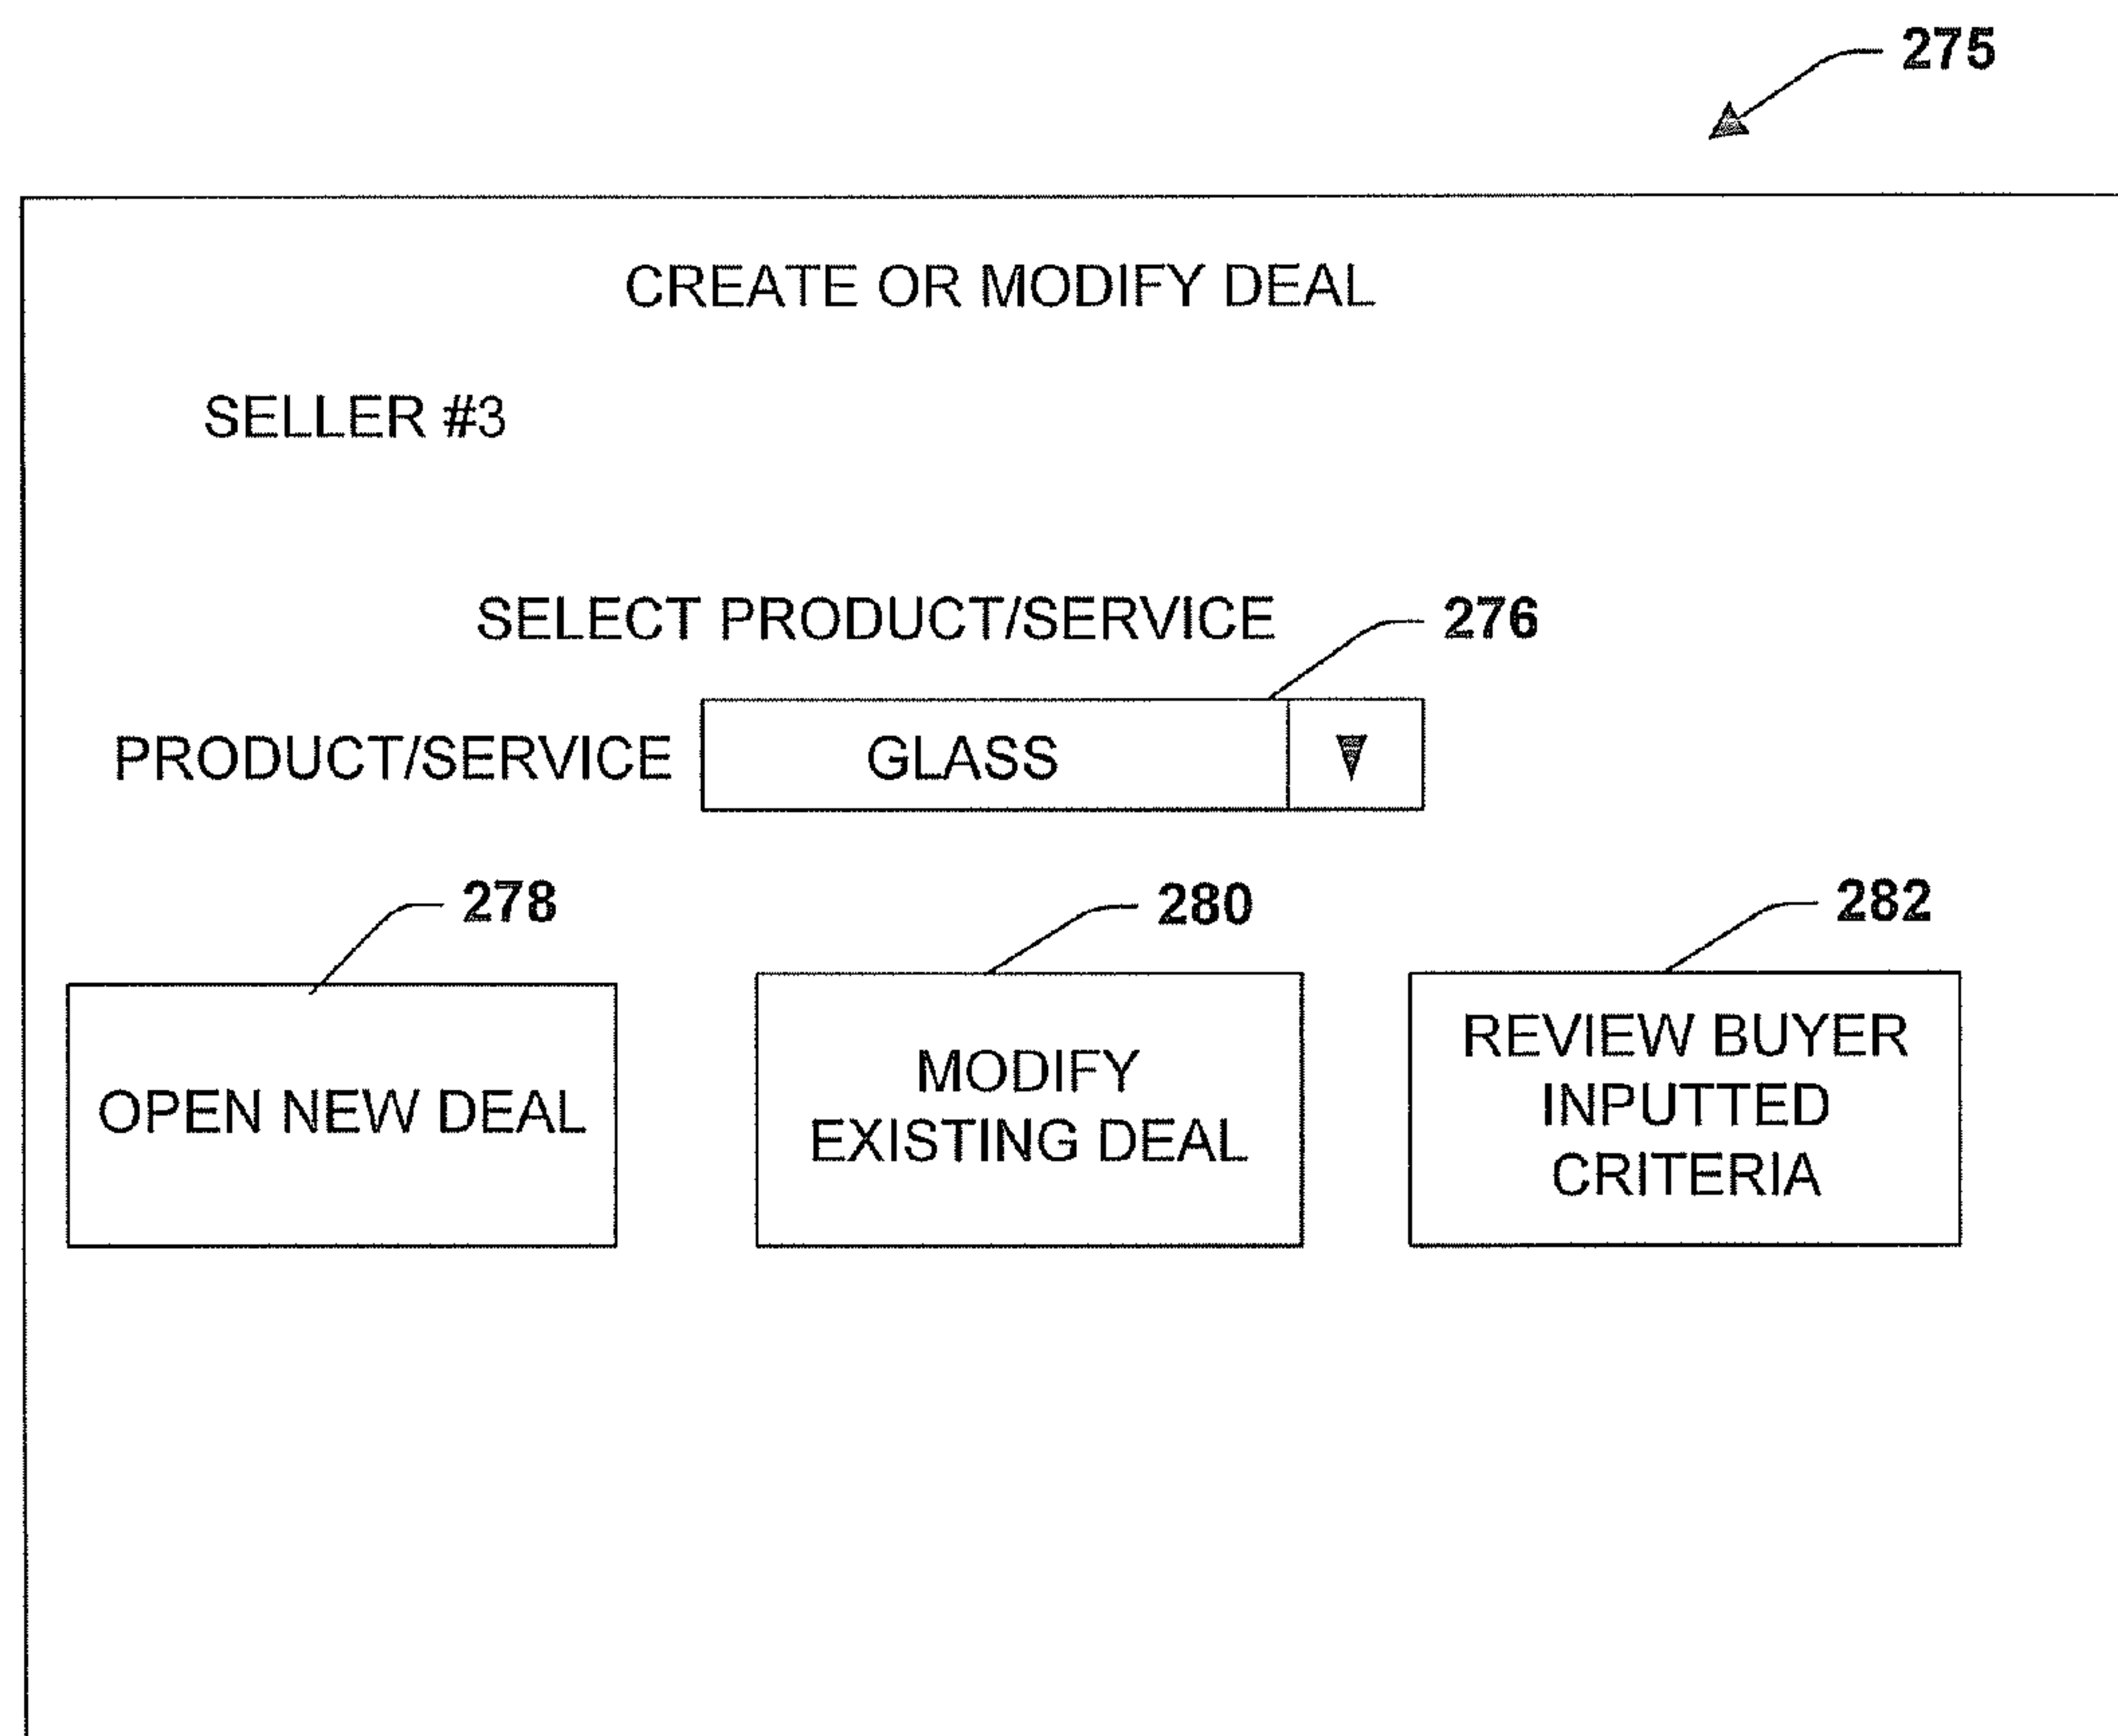 275
CREATE OR MODIFY DEAL
SELLER #3
SELECT PRODUCT/SERVICE
276
PRODUCT/SERVICE
GLASS
278
280
282
OPEN NEW DEAL
MODIFY
EXISTING DEAL
REVIEW BUYER
INPUTTED
CRITERIA